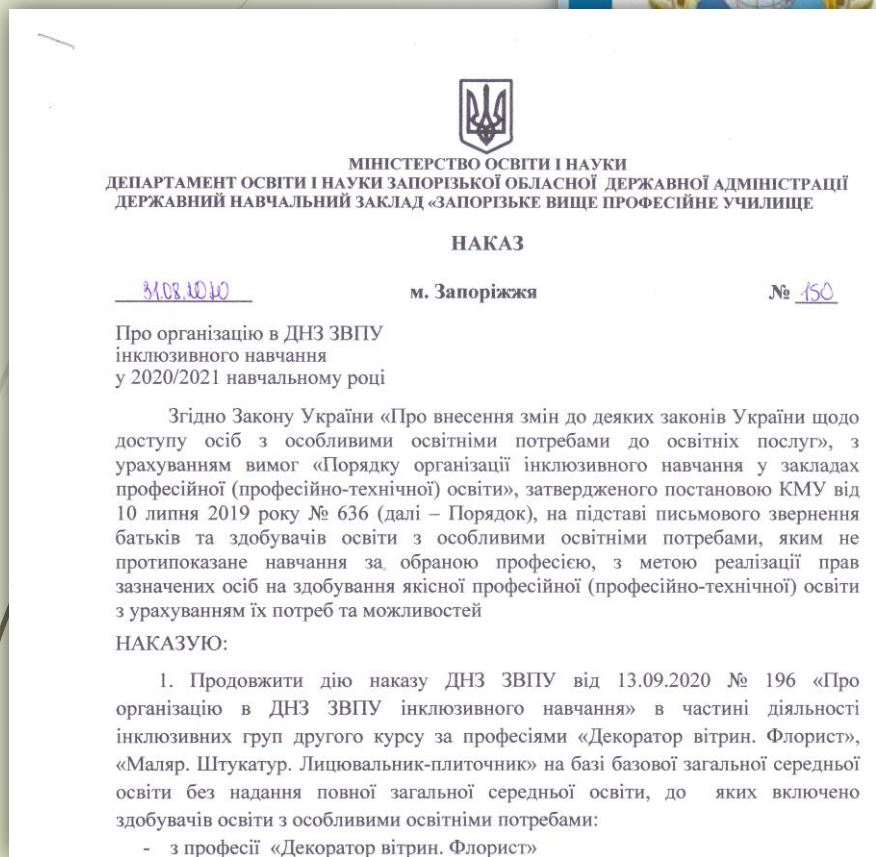 МІНІСТЕРСТВО ОСВІТИ І НАУКИ
ДЕПАРТАМЕНТ ОСВІТИ І НАУКИ ЗАПОРІЗЬКОЇ ОБЛАСНОЇ ДЕРЖАВНОЇ АДМІНІСТРАЦІЇ
ДЕРЖАВНИЙ НАВЧАЛЬНИЙ ЗАКЛАД «ЗАПОРІЗЬКЕ ВИЩЕ ПРОФЕСІЙНЕ УЧИЛИЩЕ
НАКАЗ
31.08.2020 м. Запоріжжя № 150
Про організацію в ДНЗ ЗВПУ
інклюзивного навчання
у 2020/2021 навчальному році
Згідно Закону України «Про внесення змін до деяких законів України щодо
доступу осіб з особливими освітніми потребами до освітніх послуг», з
урахуванням вимог «Порядку організації інклюзивного навчання у закладах
професійної (професійно-технічної) освіти», затвердженого постановою КМУ від
10 липня 2019 року № 636 (далі – Порядок), на підставі письмового звернення
батьків та здобувачів освіти з особливими освітніми потребами, яким не
протипоказане навчання за обраною професією, з метою реалізації прав
зазначених осіб на здобування якісної професійної (професійно-технічної) освіти
з урахуванням їх потреб та можливостей
НАКАЗУЮ:
1. Продовжити дію наказу ДНЗ ЗВПУ від 13.09.2020 № 196 «Про
організацію в ДНЗ ЗВПУ інклюзивного навчання» в частині діяльності
інклюзивних груп другого курсу за професіями «Декоратор вітрин. Флорист»,
«Маляр. Штукатур. Лицювальник-плиточник» на базі базової загальної середньої
освіти без надання повної загальної середньої освіти, до яких включено
здобувачів освіти з особливими освітніми потребами:
- з професії «Декоратор вітрин. Флорист»